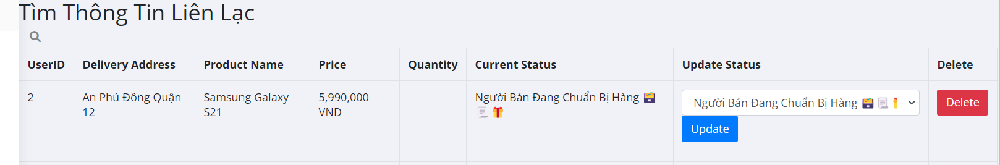 Tìm Thông Tin Liên Lạc
UserID Delivery Address Product Name Price Quantity Current Status Update Status Delete
2 An Phú Đông Quận 12 Samsung Galaxy S21 5,990,000 VND Người Bán Đang Chuẩn Bị Hàng 🗃️ 📃 🎁 Người Bán Đang Chuẩn Bị Hàng 🗃️ 📃 Delete
Update